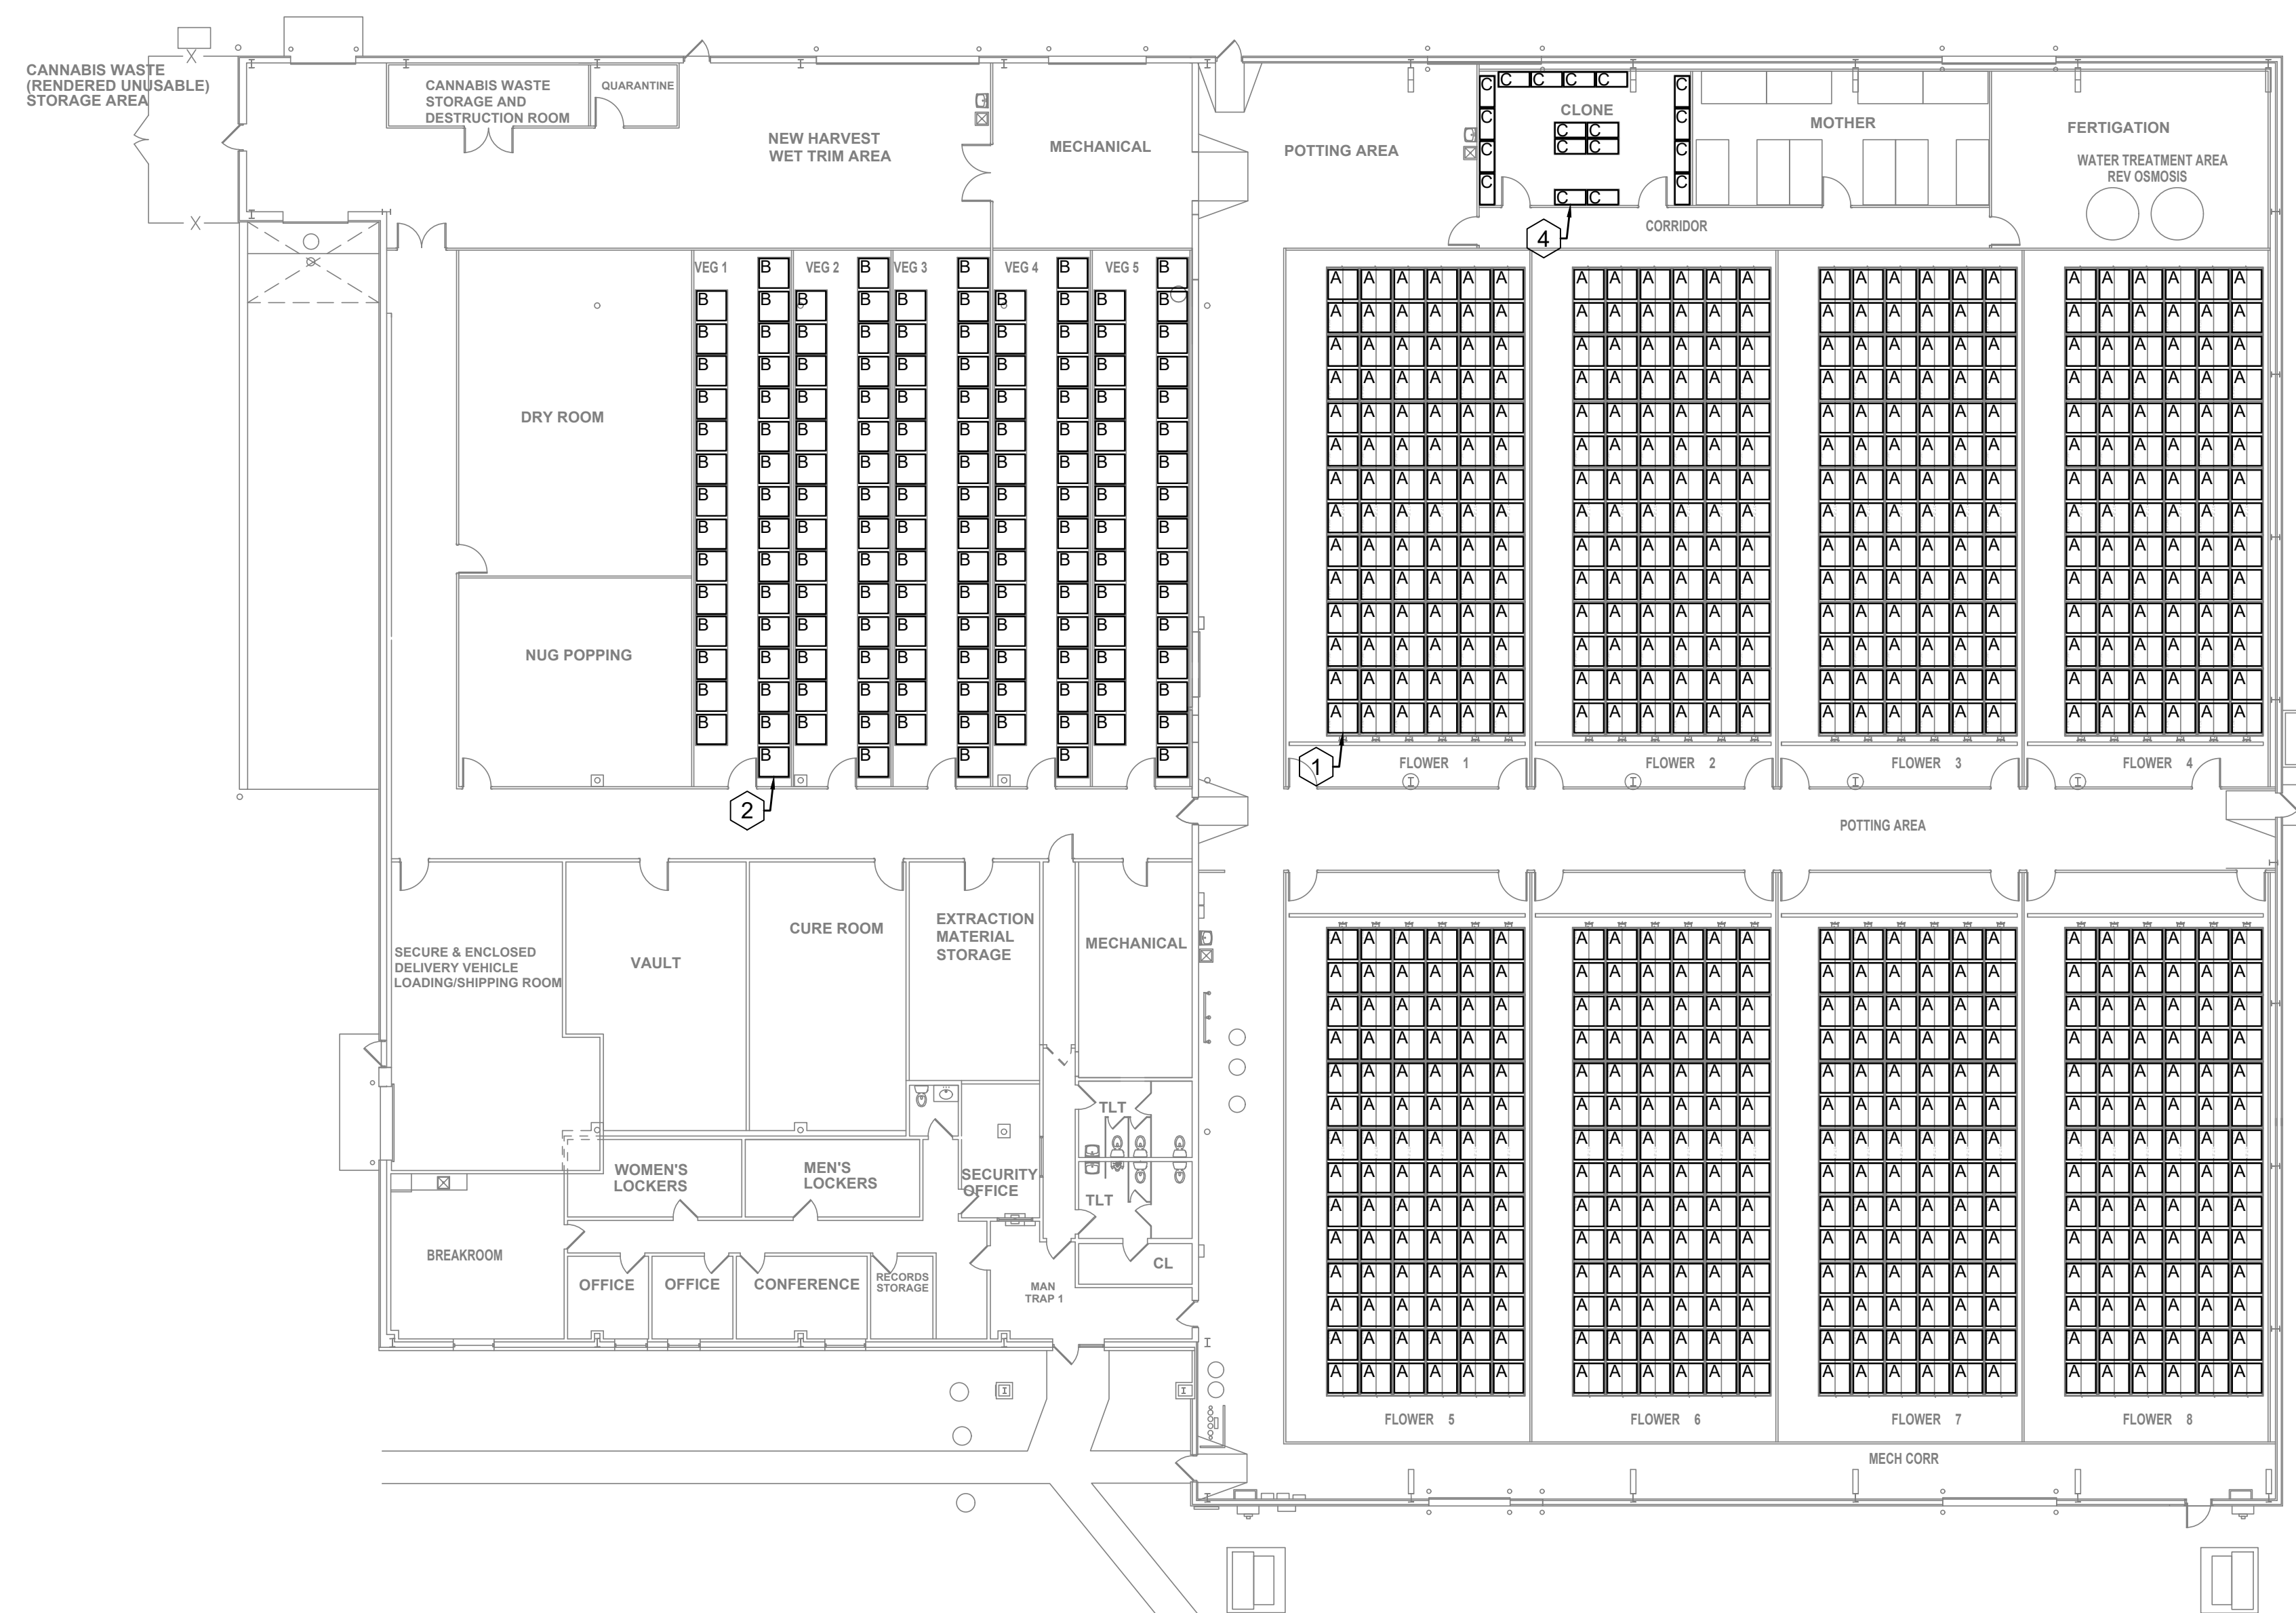 CANNABIS WASTE
(RENDERED UNUSABLE)
STORAGE AREA
CANNABIS WASTE
STORAGE AND
DESTRUCTION ROOM
QUARANTINE
NEW HARVEST
WET TRIM AREA
MECHANICAL
POTTING AREA
C C C C C C
CLONE
C C C C
C C C C
C C C C
4
MOTHER
FERTIGATION
WATER TREATMENT AREA
REV OSMOSIS
CORRIDOR
DRY ROOM
NUG POPPING
VEG 1 B VEG 2 B VEG 3 B VEG 4 B VEG 5 B
B B B B B B B B B B
B B B B B B B B B B
B B B B B B B B B B
B B B B B B B B B B
B B B B B B B B B B
B B B B B B B B B B
B B B B B B B B B B
B B B B B B B B B B
B B B B B B B B B B
B B B B B B B B B B
B B B B B B B B B B
B B B B B B B B B B
B B B B B B B B B B
B B B B B B B B B B
B B B B B
2
A A A A A A A A A A A A A A A A A A A A A A A A
A A A A A A A A A A A A A A A A A A A A A A A A
A A A A A A A A A A A A A A A A A A A A A A A A
A A A A A A A A A A A A A A A A A A A A A A A A
A A A A A A A A A A A A A A A A A A A A A A A A
A A A A A A A A A A A A A A A A A A A A A A A A
A A A A A A A A A A A A A A A A A A A A A A A A
A A A A A A A A A A A A A A A A A A A A A A A A
A A A A A A A A A A A A A A A A A A A A A A A A
A A A A A A A A A A A A A A A A A A A A A A A A
A A A A A A A A A A A A A A A A A A A A A A A A
A A A A A A A A A A A A A A A A A A A A A A A A
A A A A A A A A A A A A A A A A A A A A A A A A
A A A A A A A A A A A A A A A A A A A A A A A A
1
FLOWER 1 FLOWER 2 FLOWER 3 FLOWER 4
POTTING AREA
SECURE & ENCLOSED
DELIVERY VEHICLE
LOADING/SHIPPING ROOM
VAULT
CURE ROOM
EXTRACTION
MATERIAL
STORAGE
MECHANICAL
TLT
TLT
WOMEN'S
LOCKERS
MEN'S
LOCKERS
SECURITY
OFFICE
BREAKROOM
OFFICE
OFFICE
CONFERENCE
RECORDS
STORAGE
MAN
TRAP 1
CL
A A A A A A A A A A A A A A A A A A A A A A A A
A A A A A A A A A A A A A A A A A A A A A A A A
A A A A A A A A A A A A A A A A A A A A A A A A
A A A A A A A A A A A A A A A A A A A A A A A A
A A A A A A A A A A A A A A A A A A A A A A A A
A A A A A A A A A A A A A A A A A A A A A A A A
A A A A A A A A A A A A A A A A A A A A A A A A
A A A A A A A A A A A A A A A A A A A A A A A A
A A A A A A A A A A A A A A A A A A A A A A A A
A A A A A A A A A A A A A A A A A A A A A A A A
A A A A A A A A A A A A A A A A A A A A A A A A
A A A A A A A A A A A A A A A A A A A A A A A A
A A A A A A A A A A A A A A A A A A A A A A A A
A A A A A A A A A A A A A A A A A A A A A A A A
FLOWER 5 FLOWER 6 FLOWER 7 FLOWER 8
MECH CORR